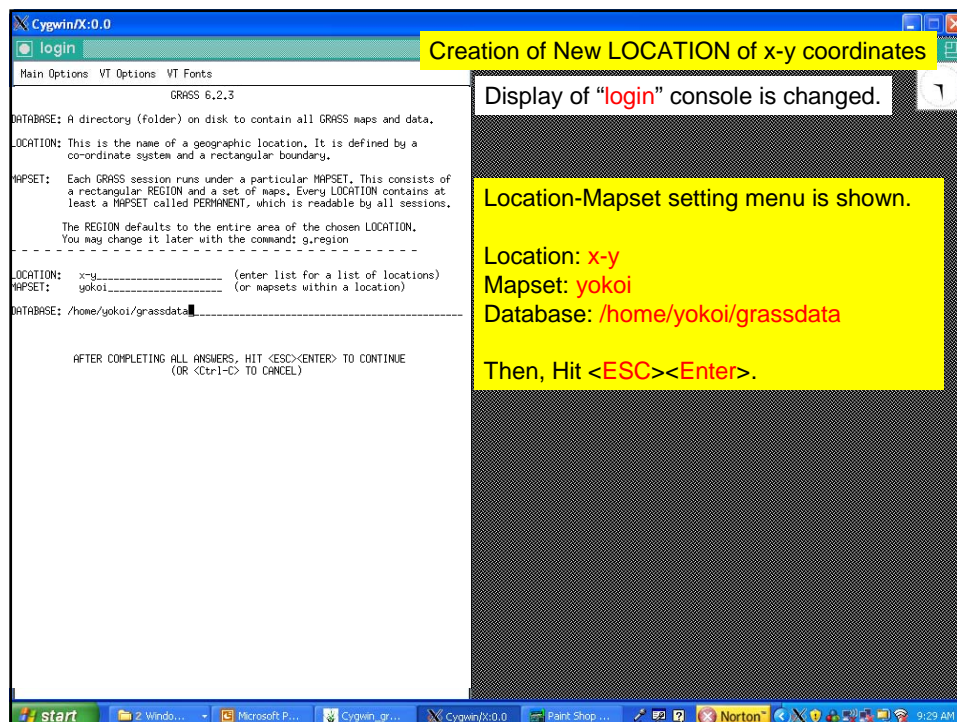 Cygwin/X:0.0
login
Creation of New LOCATION of x-y coordinates
Main Options VT Options VT Fonts
GRASS 6.2.3
DATABASE: A directory (folder) on disk to contain all GRASS maps and data.
LOCATION: This is the name of a geographic location. It is defined by a
co-ordinate system and a rectangular boundary.
MAPSET: Each GRASS session runs under a particular MAPSET. This consists of
a rectangular REGION and a set of maps. Every LOCATION contains at
least a MAPSET called PERMANENT, which is readable by all sessions.
The REGION defaults to the entire area of the chosen LOCATION.
You may change it later with the command: g.region
- - - - - - - - - - - - - - - - - - - - - - - - - - - - - - - - - -
LOCATION: x-y_____________________ (enter list for a list of locations)
MAPSET: yokoi___________________ (or mapsets within a location)
DATABASE: /home/yokoi/grassdata_____________________________________________
AFTER COMPLETING ALL ANSWERS, HIT <ESC><ENTER> TO CONTINUE
(OR <Ctrl-C> TO CANCEL)
Display of “login” console is changed.
Location-Mapset setting menu is shown.
Location: x-y
Mapset: yokoi
Database: /home/yokoi/grassdata
Then, Hit <ESC><Enter>.
start 2 Windo... Microsoft P... Cygwin_gr... Cygwin/X:0.0 Paint Shop ... Norton™ 9:29 AM